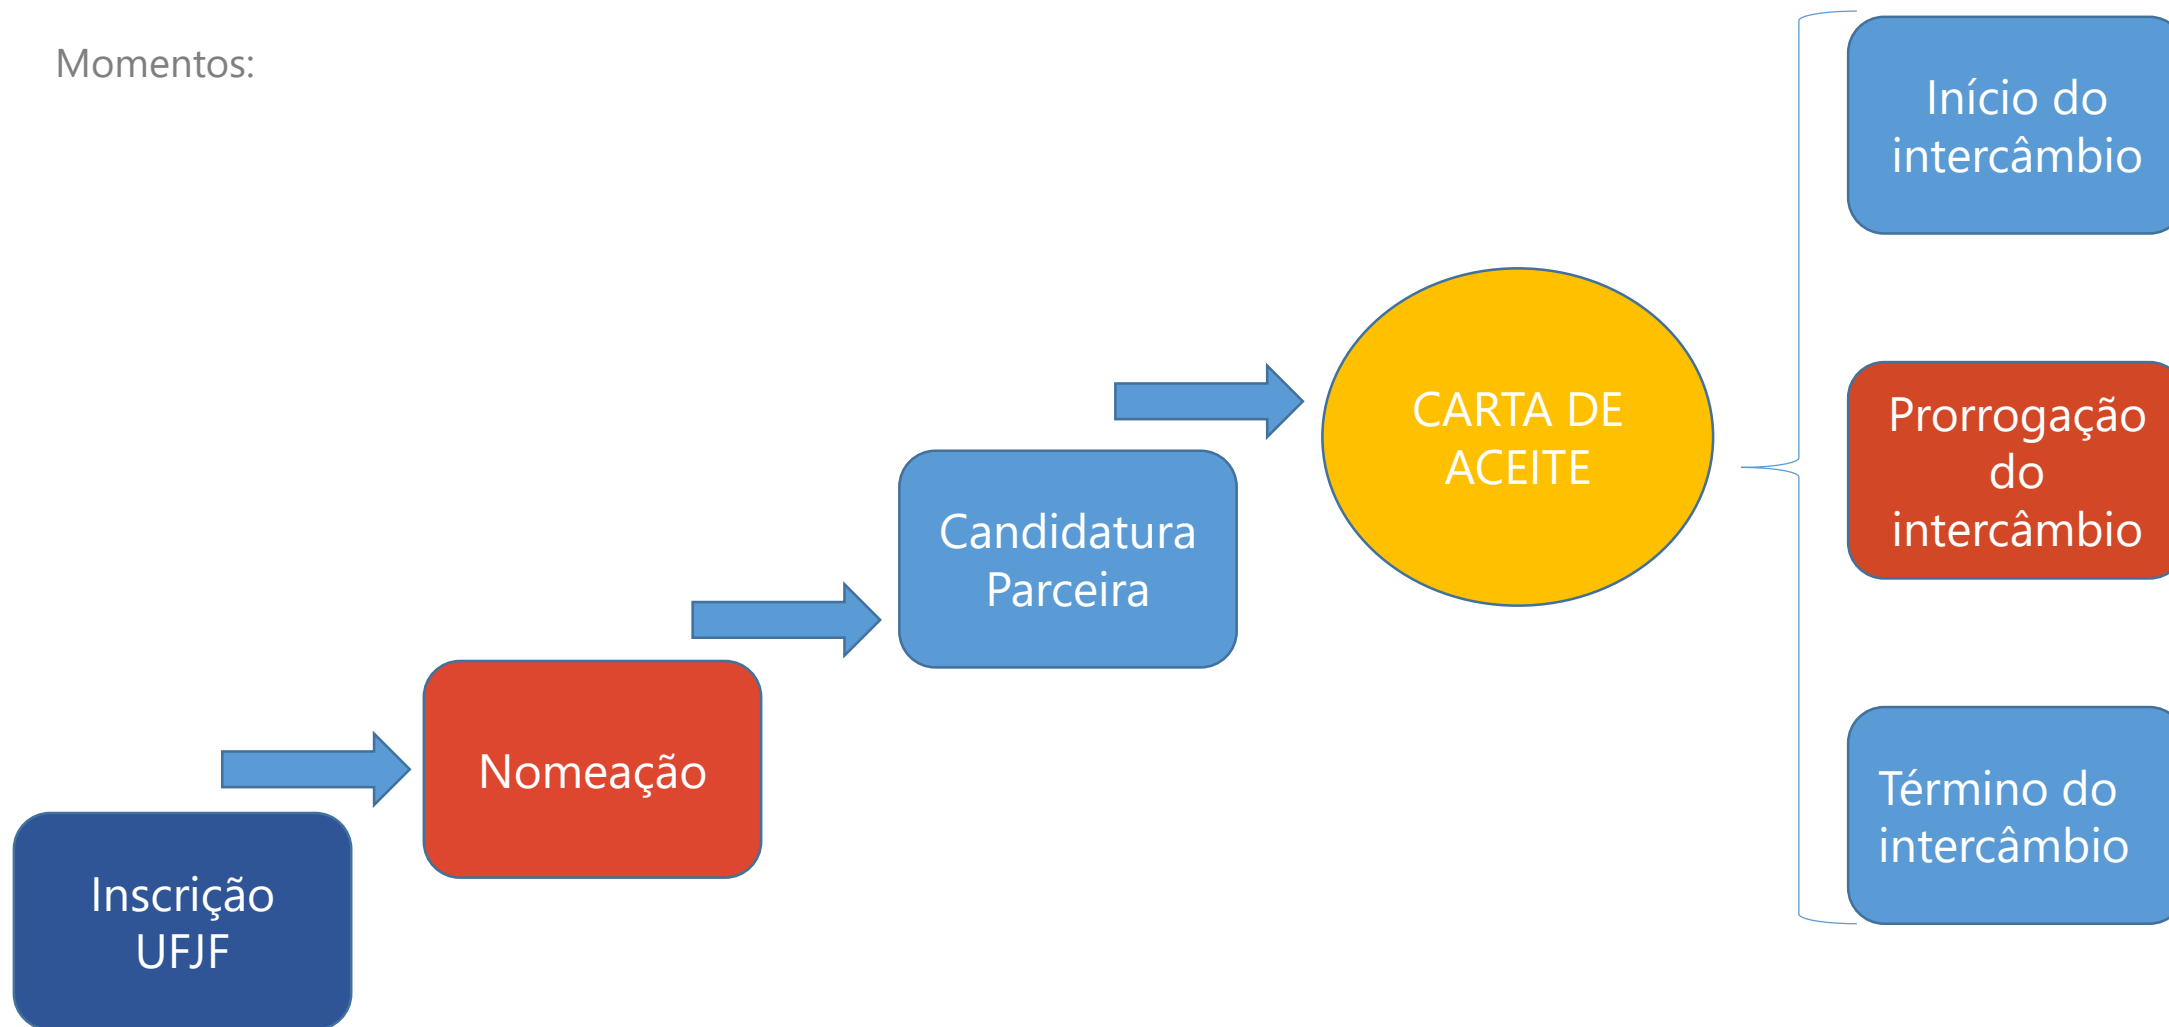 Momentos:
Inscrição
UFJF
Nomeação
Candidatura
Parceira
CARTA DE
ACEITE
Início do
intercâmbio
Prorrogação
do
intercâmbio
Término do
intercâmbio